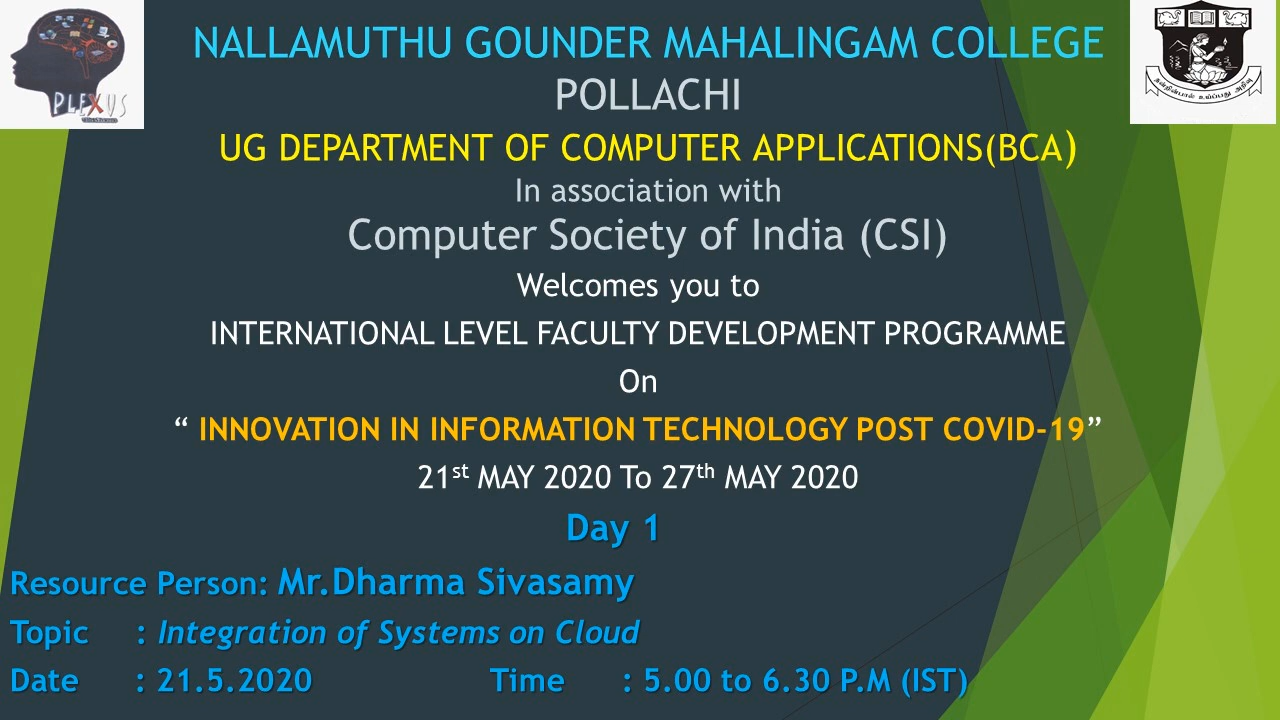 PLEXUS
NALLAMUTHU GOUNDER MAHALINGAM COLLEGE
POLLACHI
UG DEPARTMENT OF COMPUTER APPLICATIONS(BCA)
In association with
Computer Society of India (CSI)
Welcomes you to
INTERNATIONAL LEVEL FACULTY DEVELOPMENT PROGRAMME
On
“ INNOVATION IN INFORMATION TECHNOLOGY POST COVID-19”
21st MAY 2020 To 27th MAY 2020
Day 1
Resource Person: Mr.Dharma Sivasamy
Topic : Integration of Systems on Cloud
Date : 21.5.2020 Time : 5.00 to 6.30 P.M (IST)